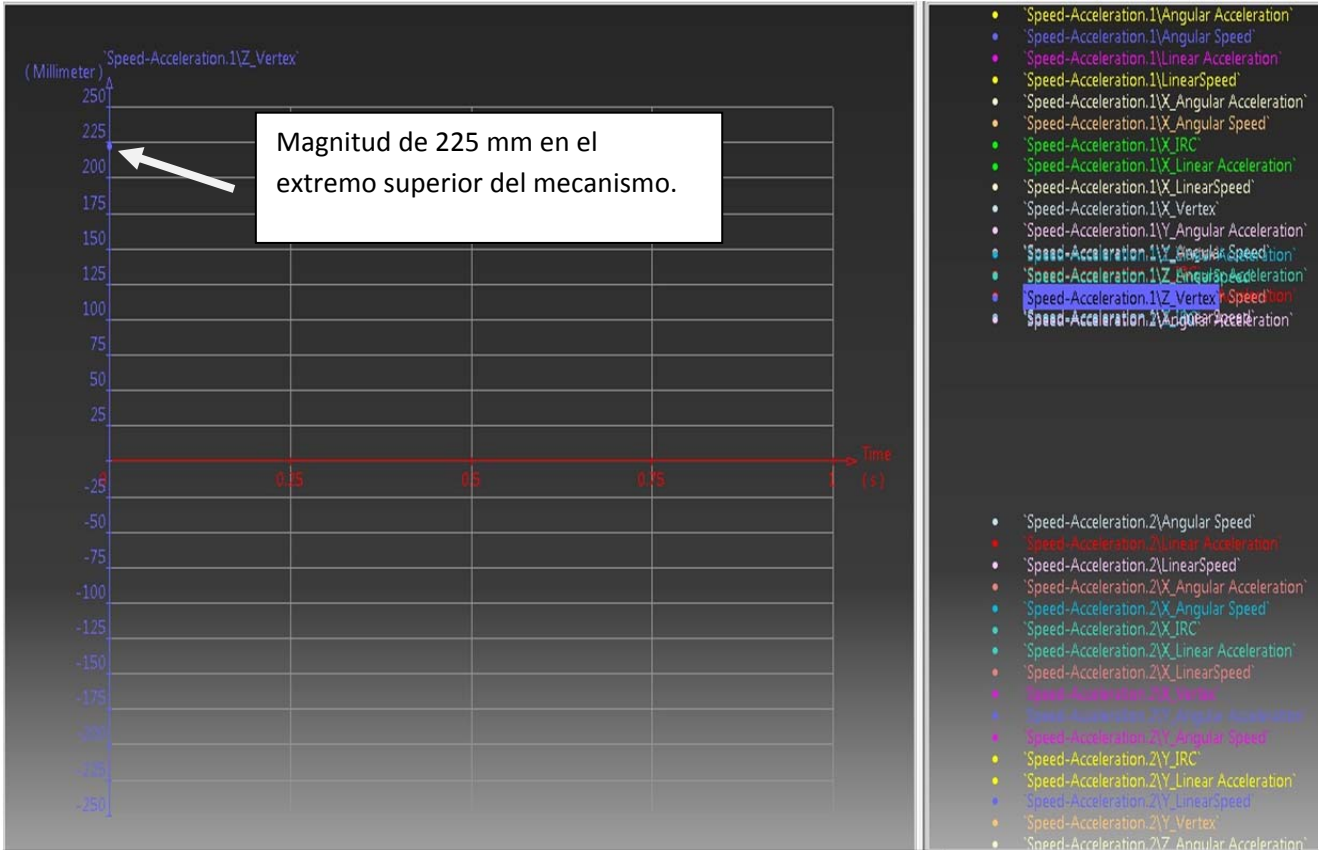 `Speed-Acceleration.1\Z_Vertex`
(Millimeter)
250
225
200
175
150
125
100
75
50
25
-25
-50
-75
-100
-125
-150
-175
-200
-225
-250
Magnitud de 225 mm en el
extremo superior del mecanismo.
0
0.25
0.5
0.75
1
Time
(s)
`Speed-Acceleration.1\Angular Acceleration`
`Speed-Acceleration.1\Angular Speed`
`Speed-Acceleration.1\Linear Acceleration`
`Speed-Acceleration.1\LinearSpeed`
`Speed-Acceleration.1\X_Angular Acceleration`
`Speed-Acceleration.1\X_Angular Speed`
`Speed-Acceleration.1\X_IRC`
`Speed-Acceleration.1\X_Linear Acceleration`
`Speed-Acceleration.1\X_LinearSpeed`
`Speed-Acceleration.1\X_Vertex`
`Speed-Acceleration.1\Y_Angular Acceleration`
`Speed-Acceleration.1\Z_Vertex`
`Speed-Acceleration.2\Angular Speed`
`Speed-Acceleration.2\Linear Acceleration`
`Speed-Acceleration.2\LinearSpeed`
`Speed-Acceleration.2\X_Angular Acceleration`
`Speed-Acceleration.2\X_Angular Speed`
`Speed-Acceleration.2\X_IRC`
`Speed-Acceleration.2\X_Linear Acceleration`
`Speed-Acceleration.2\X_LinearSpeed`
`Speed-Acceleration.2\X_Vertex`
`Speed-Acceleration.2\Y_Angular Acceleration`
`Speed-Acceleration.2\Y_Angular Speed`
`Speed-Acceleration.2\Y_IRC`
`Speed-Acceleration.2\Y_Linear Acceleration`
`Speed-Acceleration.2\Y_LinearSpeed`
`Speed-Acceleration.2\Y_Vertex`
`Speed-Acceleration.2\Z_Angular Acceleration`